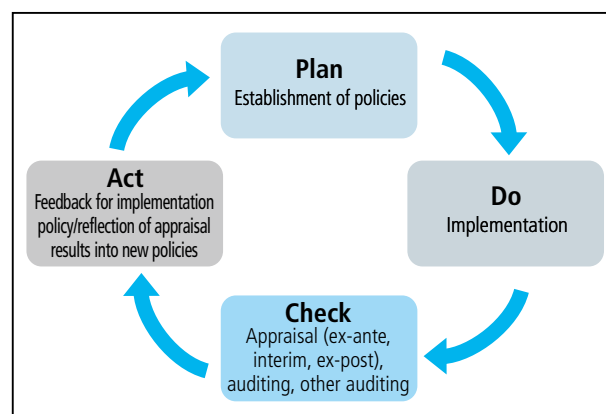 Plan
Establishment of policies
Do
Implementation
Check
Appraisal (ex-ante,
interim, ex-post),
auditing, other auditing
Act
Feedback for implementation
policy/reflection of appraisal
results into new policies